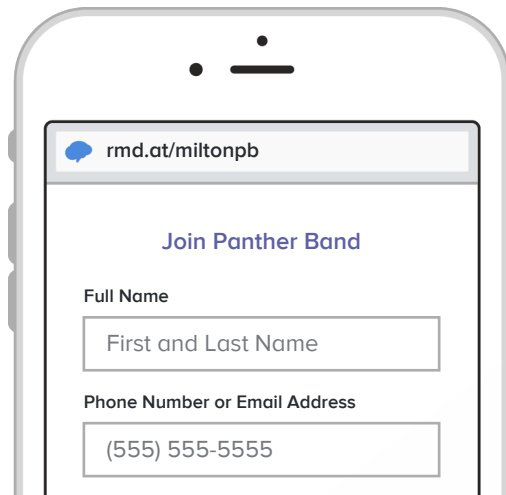 rmd.at/miltonpb
Join Panther Band
Full Name
First and Last Name
Phone Number or Email Address
(555) 555-5555